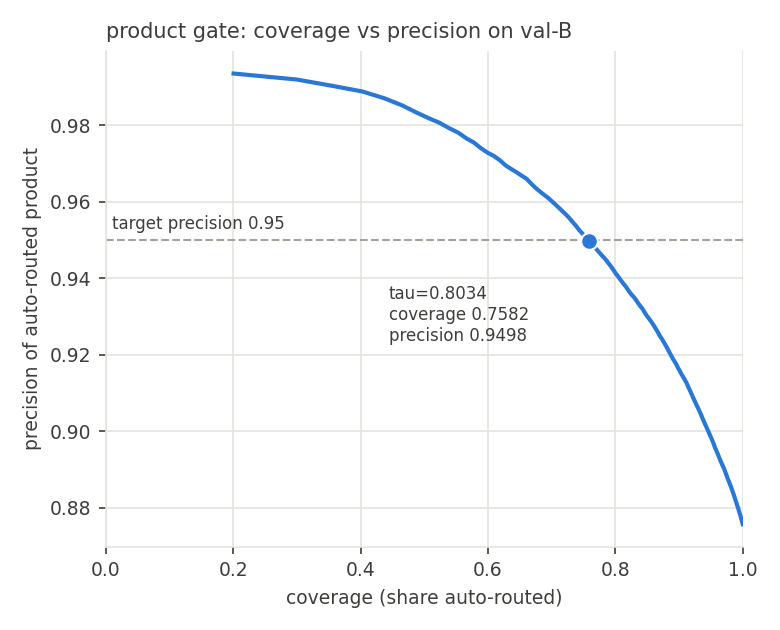 product gate: coverage vs precision on val-B
precision of auto-routed product
0.98
0.96
target precision 0.95
0.94
tau=0.8034
coverage 0.7582
precision 0.9498
0.92
0.90
0.88
0.0 0.2 0.4 0.6 0.8 1.0
coverage (share auto-routed)